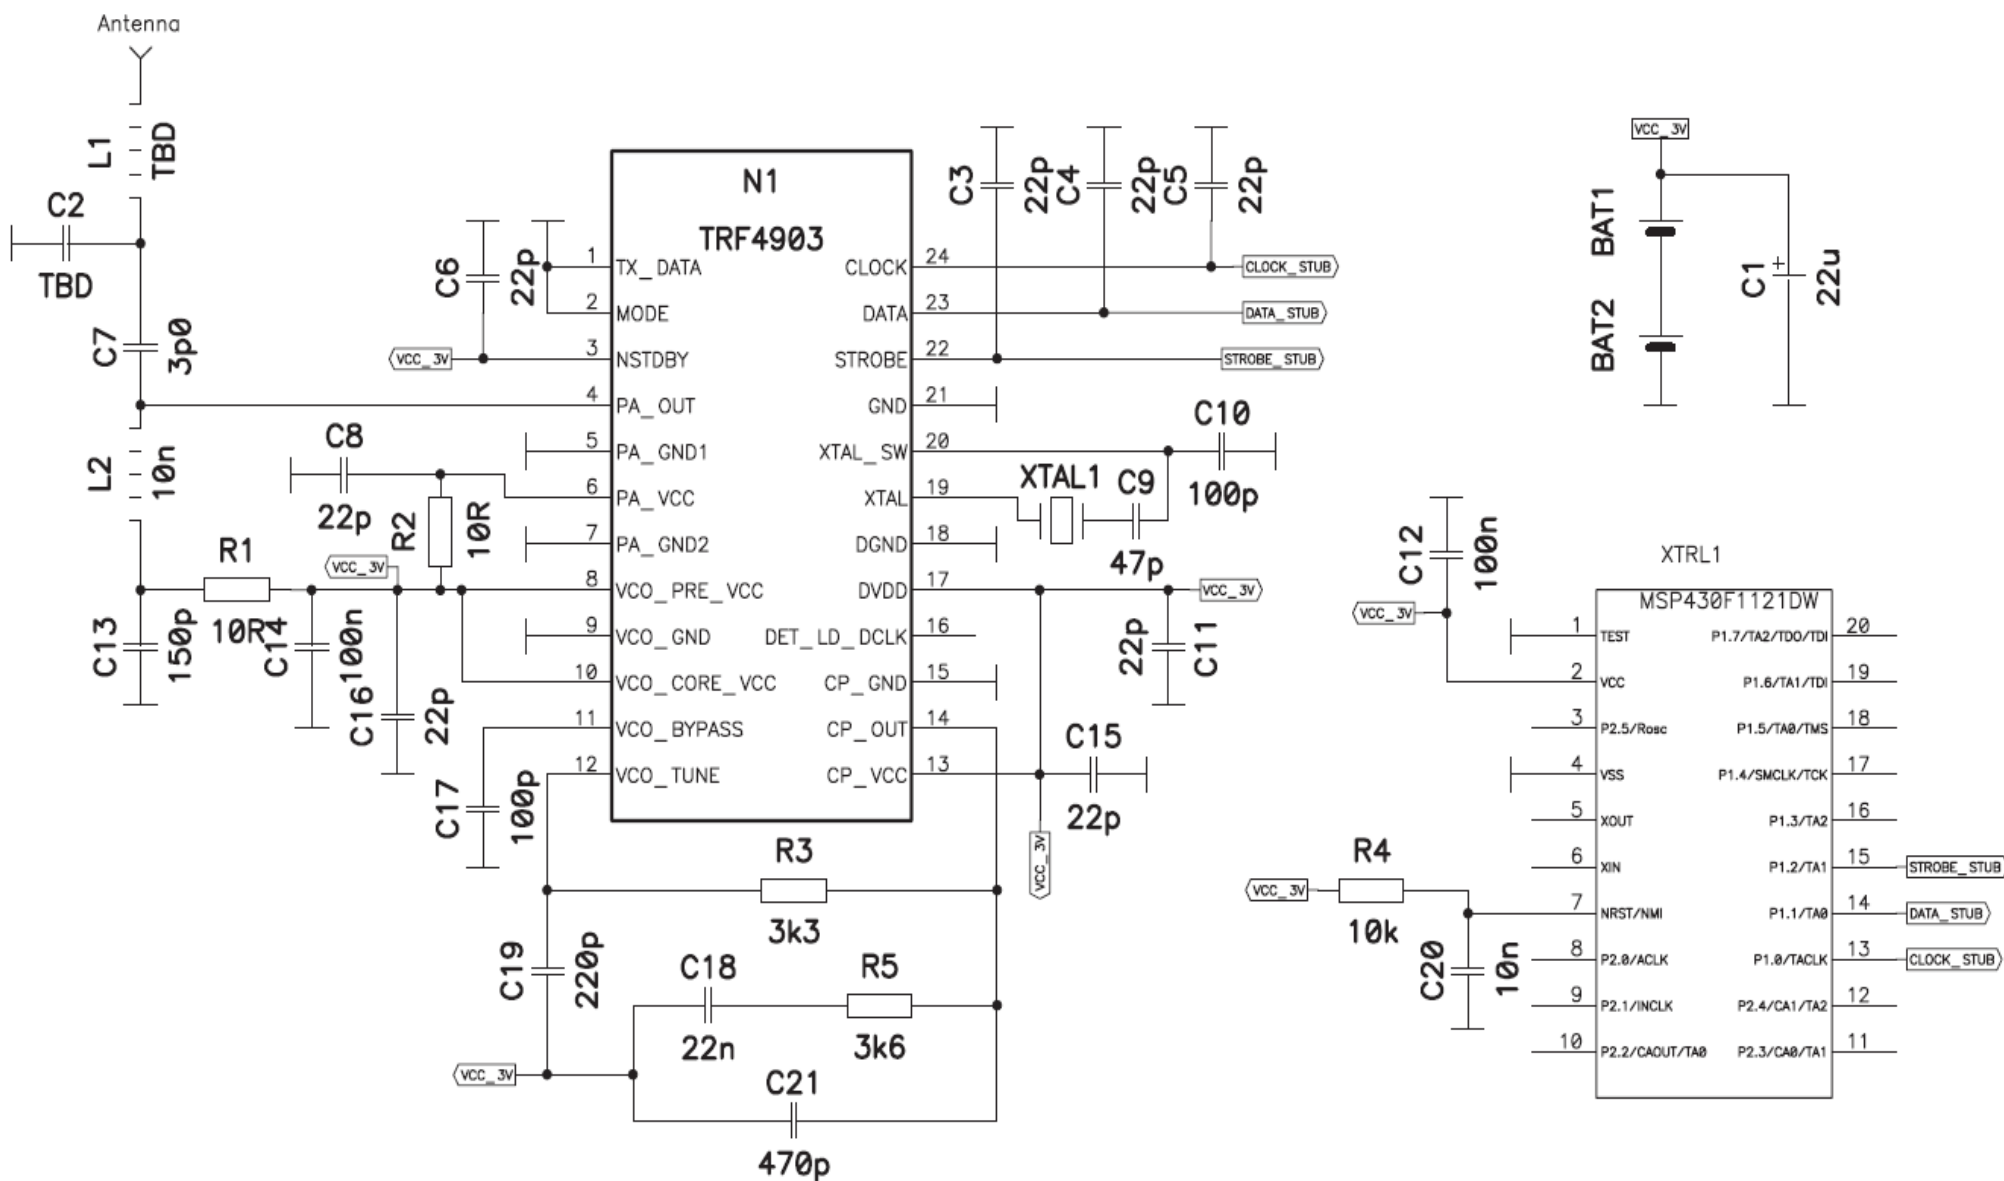 Antenna
L1
TBD
C2
TBD
C7
3p0
L2
10n
R1
10R
C13
150p
C14
100n
C16
22p
VCC_3V
C8
22p
R2
10R
C6
22p
VCC_3V
C17
100p
N1
TRF4903
1 TX_DATA
2 MODE
3 NSTDBY
4 PA_OUT
5 PA_GND1
6 PA_VCC
7 PA_GND2
8 VCO_PRE_VCC
9 VCO_GND
10 VCO_CORE_VCC
11 VCO_BYPASS
12 VCO_TUNE
CLOCK 24
DATA 23
STROBE 22
GND 21
XTAL_SW 20
XTAL 19
DGND 18
DVDD 17
DET_LD_DCLK 16
CP_GND 15
CP_OUT 14
CP_VCC 13
C3
22p
C4
22p
C5
22p
CLOCK_STUB
DATA_STUB
STROBE_STUB
C10
100p
XTAL1
C9
47p
VCC_3V
22p
C11
C15
22p
VCC_3V
R3
3k3
C19
220p
C18
22n
R5
3k6
VCC_3V
C21
470p
VCC_3V
BAT1
BAT2
C1
+
22u
C12
100n
VCC_3V
XTRL1
MSP430F1121DW
1 TEST
2 VCC
3 P2.5/Rosc
4 VSS
5 XOUT
6 XIN
7 NRST/NMI
8 P2.0/ACLK
9 P2.1/INCLK
10 P2.2/CAOUT/TA0
P1.7/TA2/TDO/TDI 20
P1.6/TA1/TDI 19
P1.5/TA0/TMS 18
P1.4/SMCLK/TCK 17
P1.3/TA2 16
P1.2/TA1 15
P1.1/TA0 14
P1.0/TACLK 13
P2.4/CA1/TA2 12
P2.3/CA0/TA1 11
STROBE_STUB
DATA_STUB
CLOCK_STUB
VCC_3V
R4
10k
C20
10n